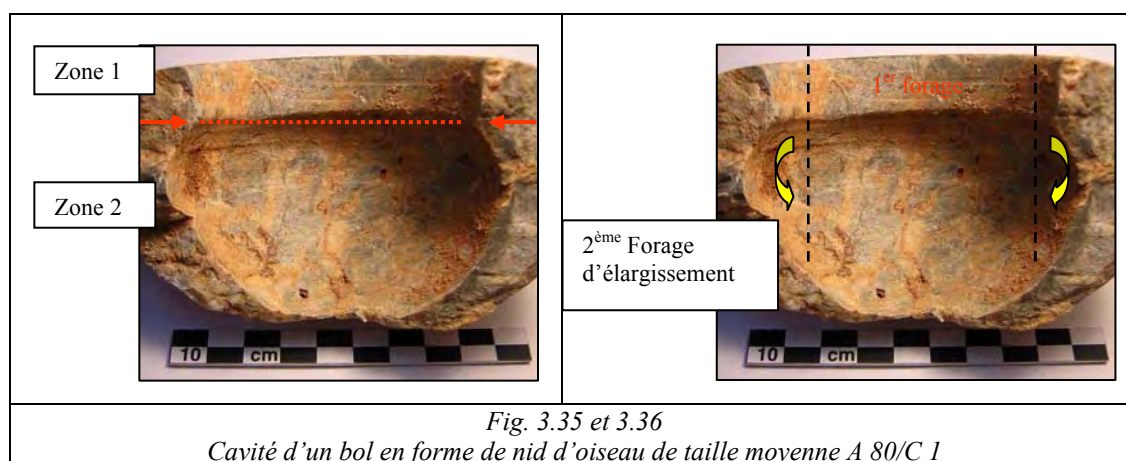 Zone 1
Zone 2
10 cm
1er forage
2ème Forage
d'élargissement
10 cm
Fig. 3.35 et 3.36
Cavité d'un bol en forme de nid d'oiseau de taille moyenne A 80/C 1